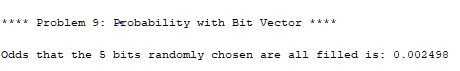 **** Problem 9: Probability with Bit Vector ****
Odds that the 5 bits randomly chosen are all filled is: 0.002498